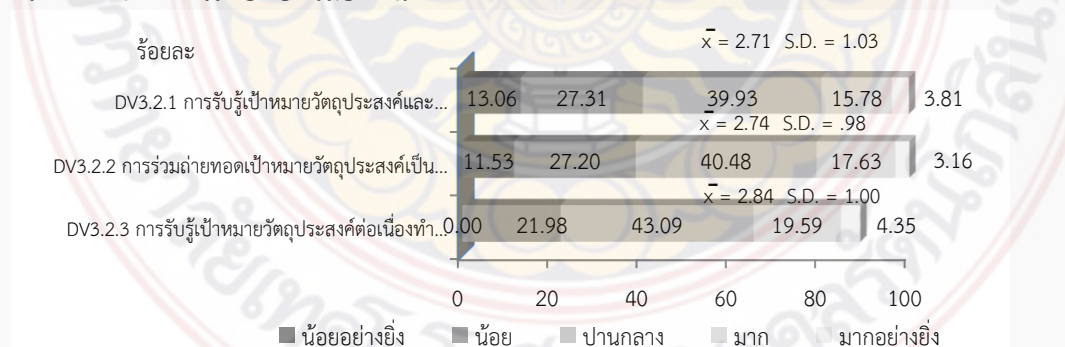 x̄ = 2.71 S.D. = 1.03
ร้อยละ
DV3.2.1 การรับรู้เป้าหมายวัตถุประสงค์และ... 13.06 27.31 39.93 15.78 3.81
x̄ = 2.74 S.D. = .98
DV3.2.2 การร่วมถ่ายทอดเป้าหมายวัตถุประสงค์เป็น... 11.53 27.20 40.48 17.63 3.16
x̄ = 2.84 S.D. = 1.00
DV3.2.3 การรับรู้เป้าหมายวัตถุประสงค์ต่อเนื่องทำ... 0.00 21.98 43.09 19.59 4.35
0 20 40 60 80 100
น้อยอย่างยิ่ง น้อย ปานกลาง มาก มากอย่างยิ่ง